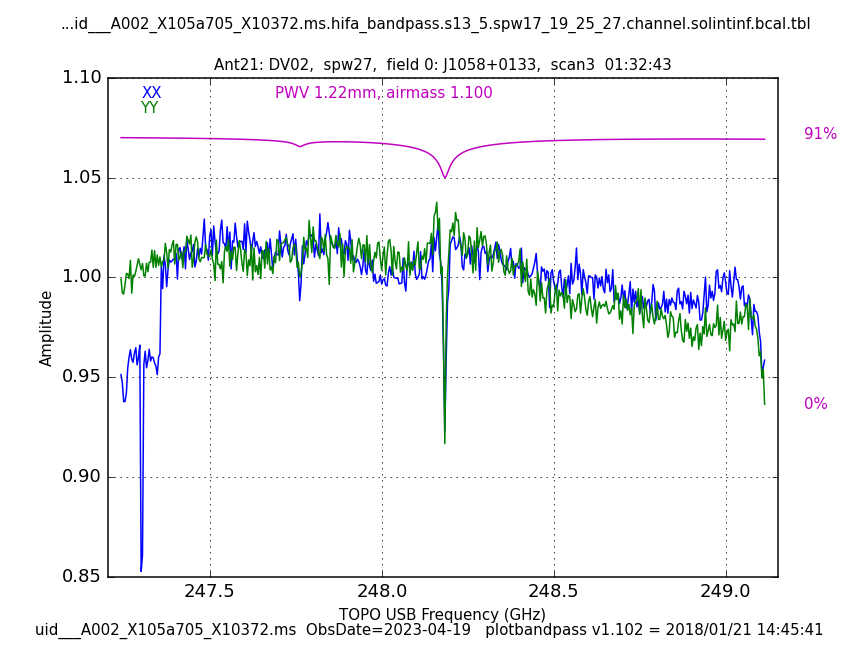 ...id___A002_X105a705_X10372.ms.hifa_bandpass.s13_5.spw17_19_25_27.channel.solintinf.bcal.tbl
Ant21: DV02,  spw27,  field 0: J1058+0133,  scan3  01:32:43
1.10
XX
PWV 1.22mm, airmass 1.100
YY
91%
1.05
1.00
Amplitude
0.95
0%
0.90
0.85
247.5 248.0 248.5 249.0
TOPO USB Frequency (GHz)
uid___A002_X105a705_X10372.ms  ObsDate=2023-04-19   plotbandpass v1.102 = 2018/01/21 14:45:41